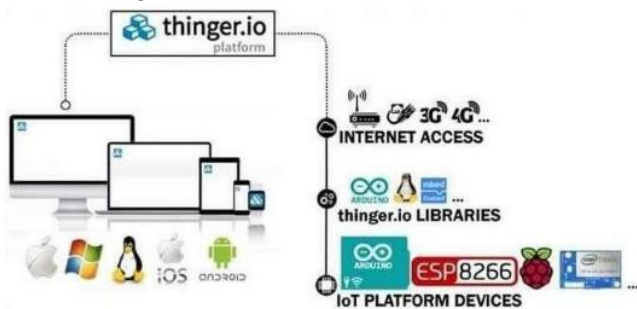 thinger.io
platform
3G 4G...
INTERNET ACCESS
ARDUINO
mbed
Enabled
...
thinger.io LIBRARIES
iOS
ANDROID
ARDUINO
ESP8266
...
IoT PLATFORM DEVICES